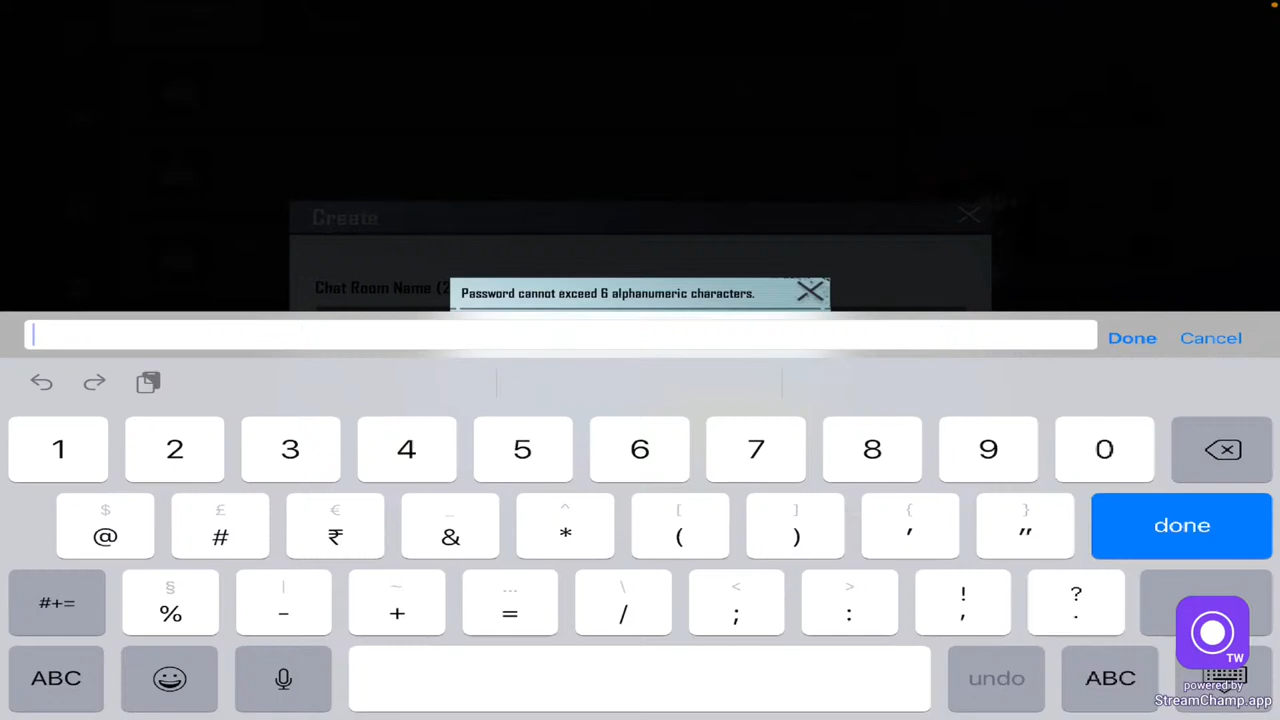 Create
Chat Room Name (2
Password cannot exceed 6 alphanumeric characters.
Done Cancel
1 2 3 4 5 6 7 8 9 0
$ £ € _ ^ [ ] { }
@ # ₹ & * ( ) ' "
done
§ | ~ ... \ < > ! ?
#+= % - + = / ; : , .
ABC undo ABC
TW
powered by
StreamChamp.app